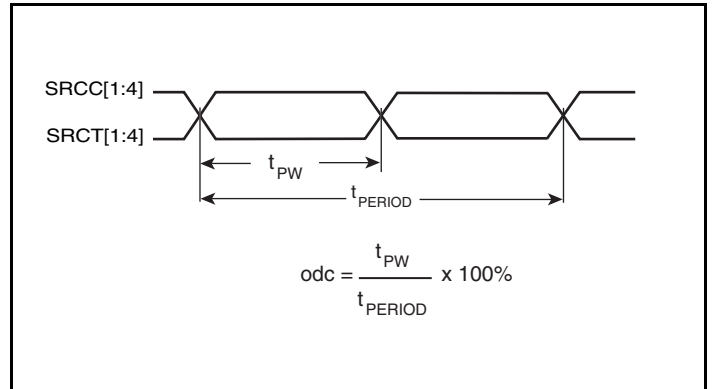 SRCC[1:4]
SRCT[1:4]
tPW
tPERIOD
odc = tPW / tPERIOD x 100%